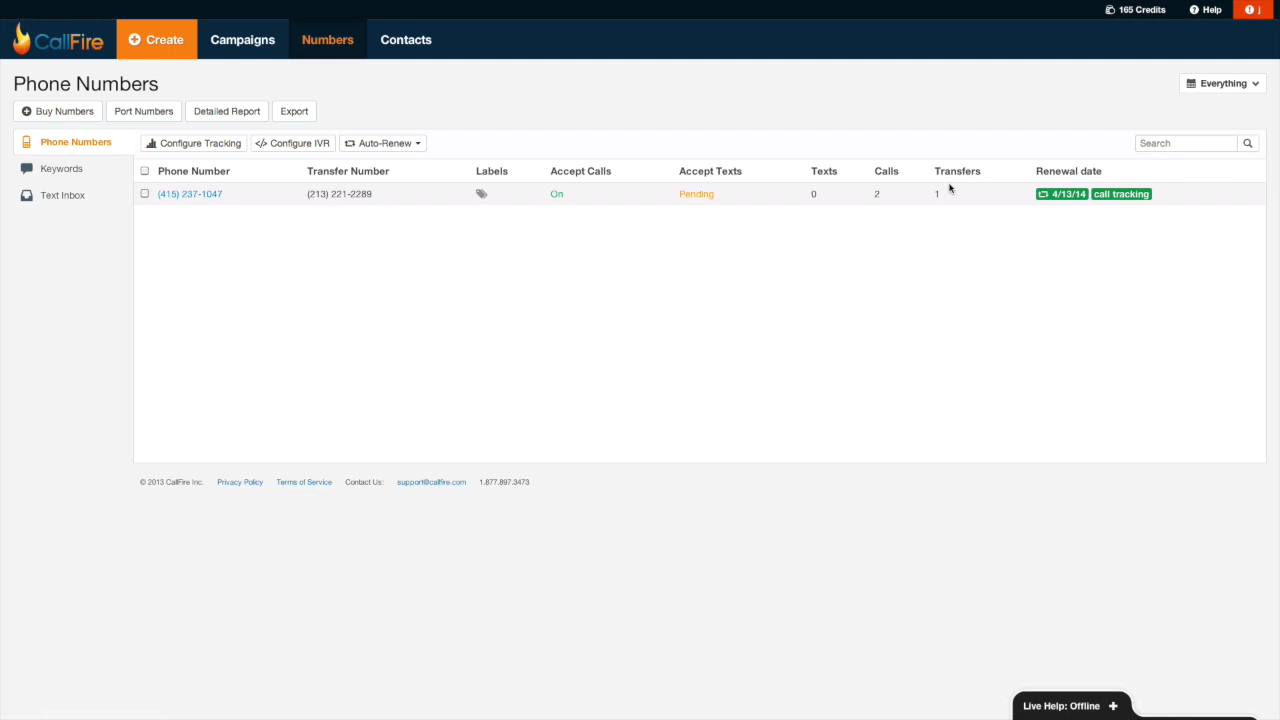 165 Credits Help j
CallFire Create Campaigns Numbers Contacts
Phone Numbers
Everything
Buy Numbers Port Numbers Detailed Report Export
Phone Numbers
Keywords
Text Inbox
Configure Tracking </> Configure IVR Auto-Renew
Search
Phone Number Transfer Number Labels Accept Calls Accept Texts Texts Calls Transfers Renewal date
(415) 237-1047 (213) 221-2289 On Pending 0 2 1 4/13/14 call tracking
© 2013 CallFire Inc. Privacy Policy Terms of Service Contact Us: support@callfire.com 1.877.897.3473
Live Help: Offline